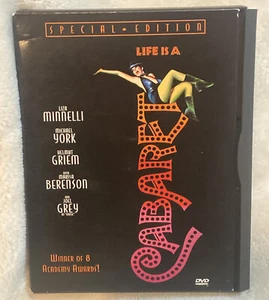 SPECIAL • EDITION
LIFE IS A
CABARET
LIZA
MINNELLI
MICHAEL
YORK
HELMUT
GRIEM
MARISA
BERENSON
JOEL
GREY
WINNER OF 8
ACADEMY AWARDS!
DVD